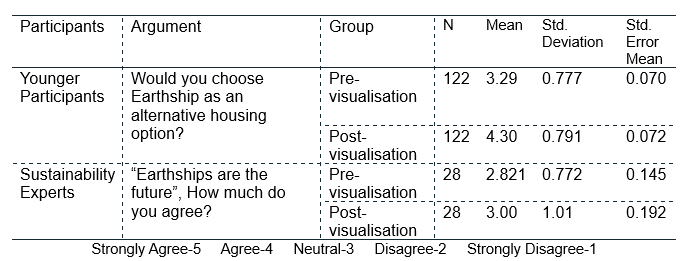 Participants Argument Group N Mean Std. Std.
Deviation Error
Mean
Younger Would you choose Pre- 122 3.29 0.777 0.070
Participants Earthship as an visualisation
alternative housing
option?
Post- 122 4.30 0.791 0.072
visualisation
Sustainability “Earthships are the Pre- 28 2.821 0.772 0.145
Experts future”, How much do visualisation
you agree? Post- 28 3.00 1.01 0.192
visualisation
Strongly Agree-5 Agree-4 Neutral-3 Disagree-2 Strongly Disagree-1